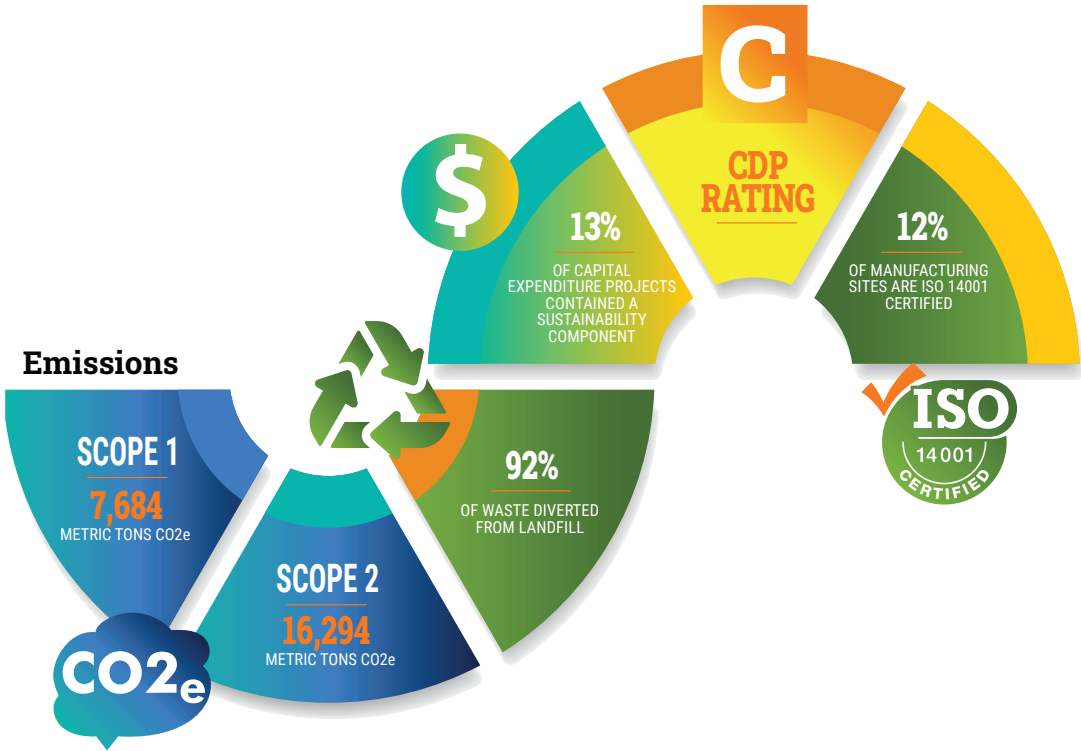 Emissions
SCOPE 1
7,684
METRIC TONS CO2e
CO2e
SCOPE 2
16,294
METRIC TONS CO2e
92%
OF WASTE DIVERTED
FROM LANDFILL
$
13%
OF CAPITAL
EXPENDITURE PROJECTS
CONTAINED A
SUSTAINABILITY
COMPONENT
C
CDP
RATING
12%
OF MANUFACTURING
SITES ARE ISO 14001
CERTIFIED
ISO
14001
CERTIFIED